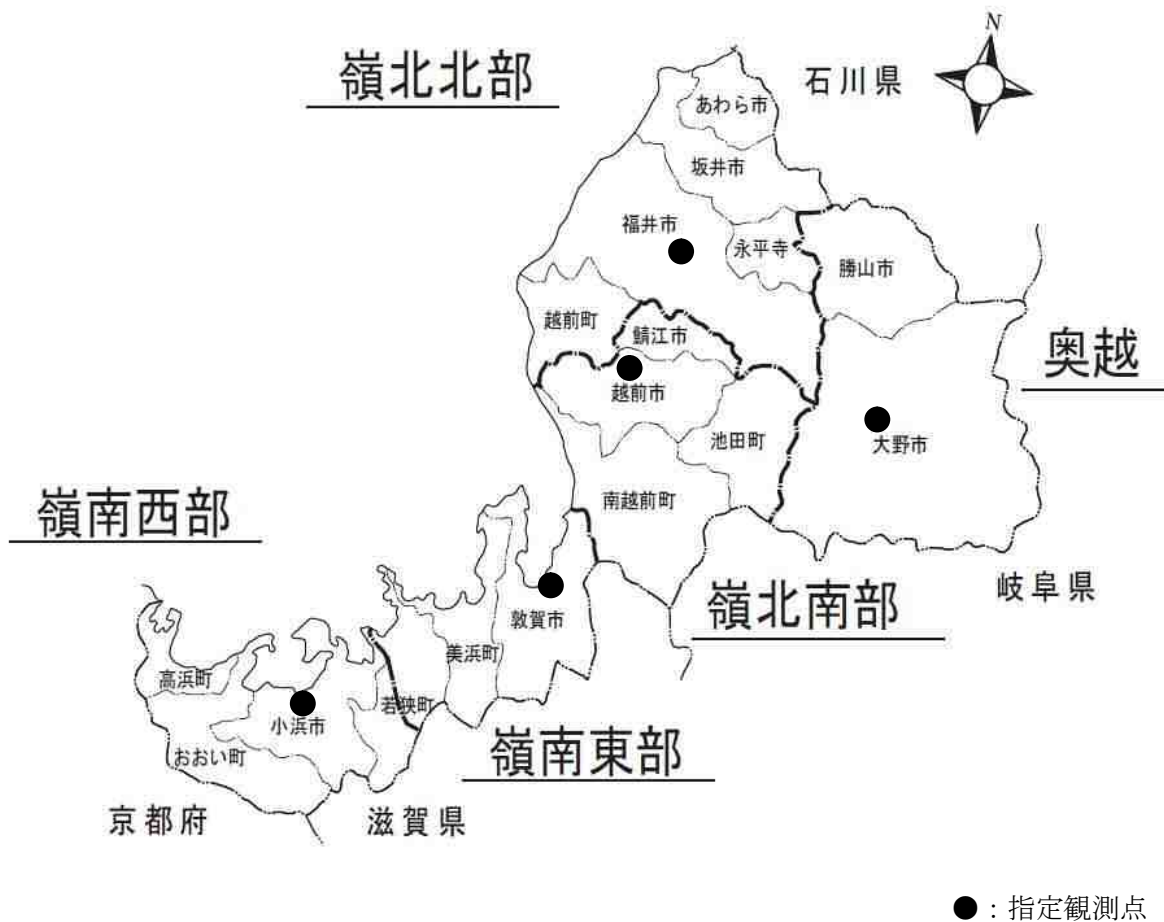 N
嶺北北部
石川県
あわら市
坂井市
福井市
永平寺
勝山市
越前町
鯖江市
奥越
越前市
池田町
大野市
嶺南西部
南越前町
岐阜県
嶺北南部
敦賀市
美浜町
高浜町
若狭町
小浜市
おおい町
嶺南東部
京都府
滋賀県
●：指定観測点